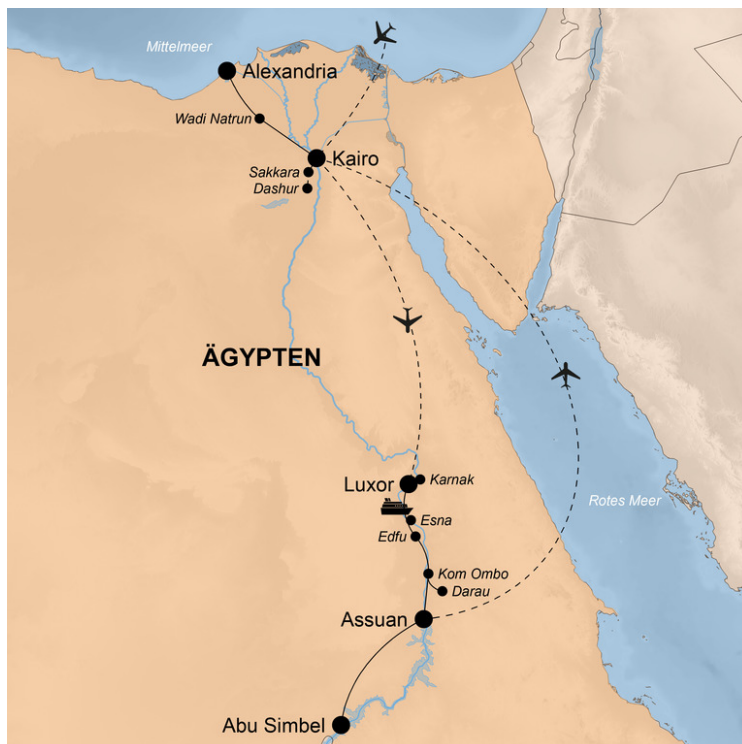 Mittelmeer
Alexandria
Wadi Natrun
Kairo
Sakkara
Dashur
ÄGYPTEN
Karnak
Luxor
Rotes Meer
Esna
Edfu
Kom Ombo
Darau
Assuan
Abu Simbel